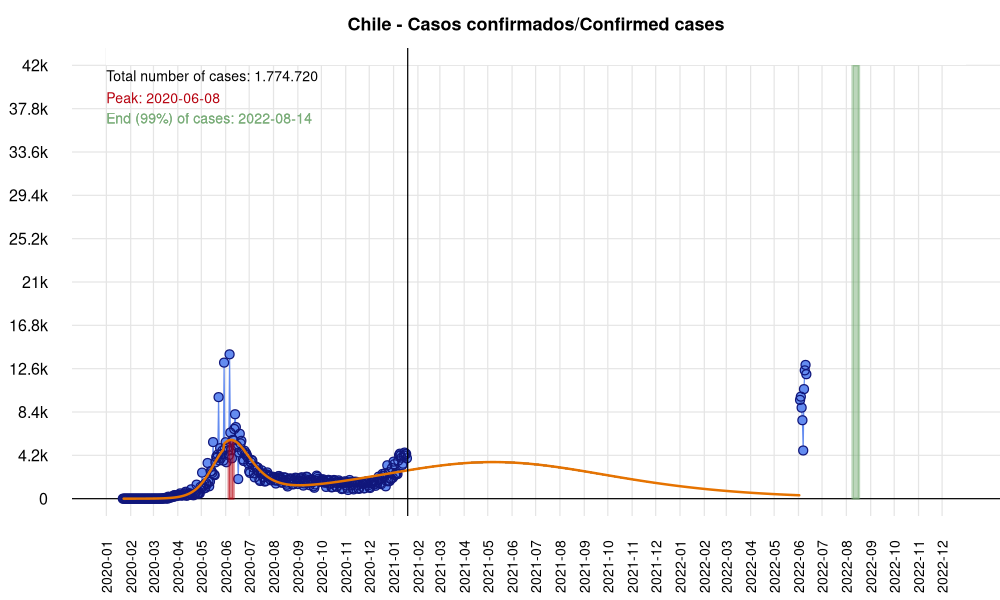 Chile - Casos confirmados/Confirmed cases
Total number of cases: 1.774.720
Peak: 2020-06-08
End (99%) of cases: 2022-08-14
42k
37.8k
33.6k
29.4k
25.2k
21k
16.8k
12.6k
8.4k
4.2k
0
2020-01
2020-02
2020-03
2020-04
2020-05
2020-06
2020-07
2020-08
2020-09
2020-10
2020-11
2020-12
2021-01
2021-03
2021-04
2021-05
2021-06
2021-07
2021-08
2021-09
2021-10
2021-11
2021-12
2022-01
2022-02
2022-03
2022-04
2022-05
2022-06
2022-07
2022-08
2022-09
2022-10
2022-11
2022-12